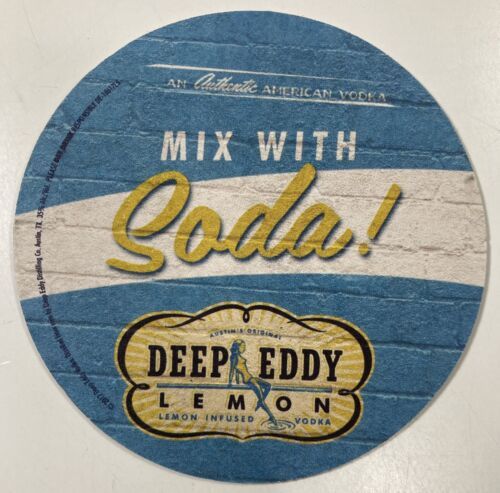 AN Authentic AMERICAN VODKA
MIX WITH
Soda!
AUSTIN'S ORIGINAL
DEEP EDDY
LEMON
LEMON INFUSED VODKA